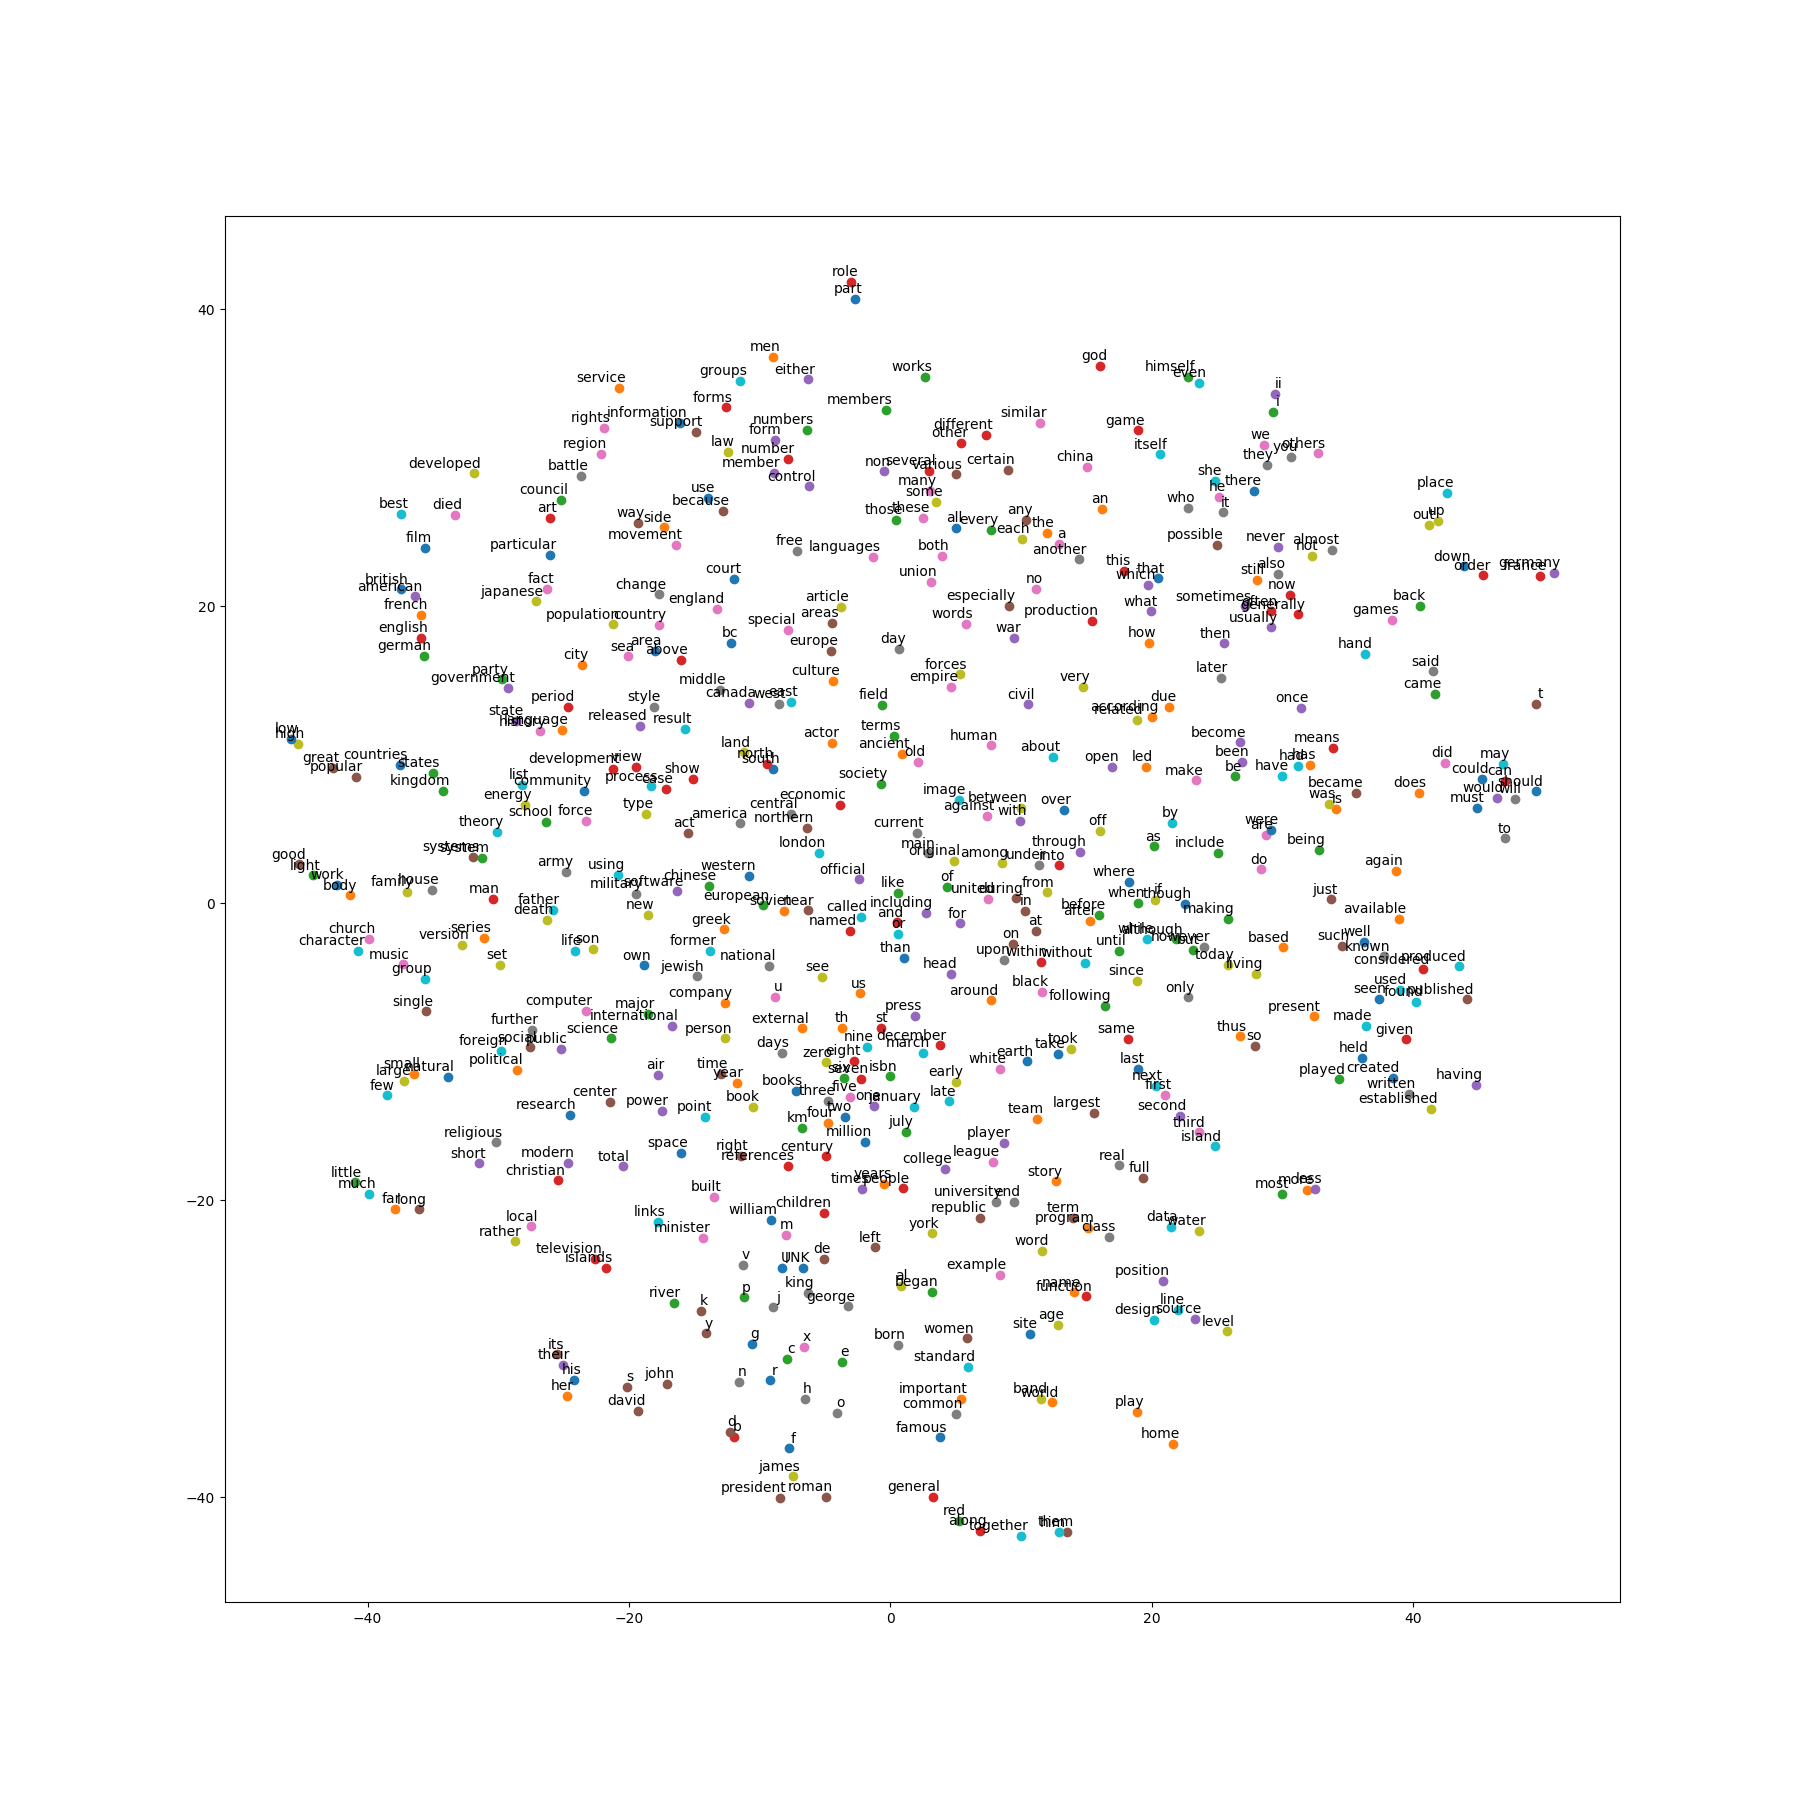 role
part
40
men
god
service
groups
either
works
himself
even
ii
i
forms
members
information
support
rights
numbers
similar
game
form
different
other
law
we
others
you
itself
region
number
member
they
developed
battle
non
several
various
certain
china
control
she
there
place
use
many
he
council
because
some
an
who
it
best
died
art
way
side
those
these
all
every
any
the
up
out
movement
each
a
film
particular
free
languages
both
another
possible
never
almost
not
court
this
that
which
down
order
germany
france
british
american
fact
change
union
no
still
also
now
japanese
england
article
especially
sometimes
often
generally
back
20
french
population
country
special
areas
words
production
what
usually
games
english
bc
war
german
sea
area
above
europe
day
how
then
hand
city
party
government
middle
culture
forces
empire
very
later
said
came
period
style
canada
west
east
field
civil
according
due
related
once
t
state
history
language
released
result
actor
terms
low
high
land
ancient
old
human
about
become
means
great
popular
countries
states
development
view
north
south
open
led
been
be
had
has
have
did
may
kingdom
list
community
process
case
show
society
make
became
is
was
does
could
can
should
would
will
must
energy
type
economic
image
between
against
over
school
force
america
central
northern
with
off
by
theory
act
current
were
are
to
systems
system
london
main
original
among
under
into
through
as
include
being
good
light
work
body
army
using
western
official
of
where
do
again
family
house
military
software
chinese
like
united
during
from
when
if
though
just
man
father
death
new
european
soviet
near
called
including
for
in
before
after
making
available
0
church
character
version
series
greek
named
and
or
at
on
while
although
however
but
based
such
well
known
music
set
life
son
own
former
than
upon
within
without
until
today
living
considered
produced
group
jewish
national
see
head
since
single
company
u
us
around
black
following
only
seen
used
found
published
computer
major
international
press
present
made
further
science
person
external
th
st
december
same
thus
so
given
foreign
social
public
days
nine
march
earth
take
took
held
small
large
natural
political
air
time
year
zero
eight
six
seven
isbn
white
last
next
first
played
created
having
few
books
three
five
one
january
early
late
written
established
research
center
power
point
book
km
four
two
july
team
largest
second
third
religious
million
player
island
short
modern
space
right
references
century
league
christian
total
college
real
full
little
much
times
years
people
story
most
more
less
−20
far
long
built
children
university
end
local
links
william
republic
term
program
rather
minister
m
york
class
data
water
television
islands
v
l
UNK
de
left
word
king
al
began
example
position
river
k
p
j
george
name
function
line
design
source
level
y
g
born
women
site
age
its
their
his
c
x
e
standard
her
s
john
n
r
h
david
o
important
common
band
world
play
d
b
f
famous
home
james
president
roman
general
−40
red
along
together
them
him
−40
−20
0
20
40